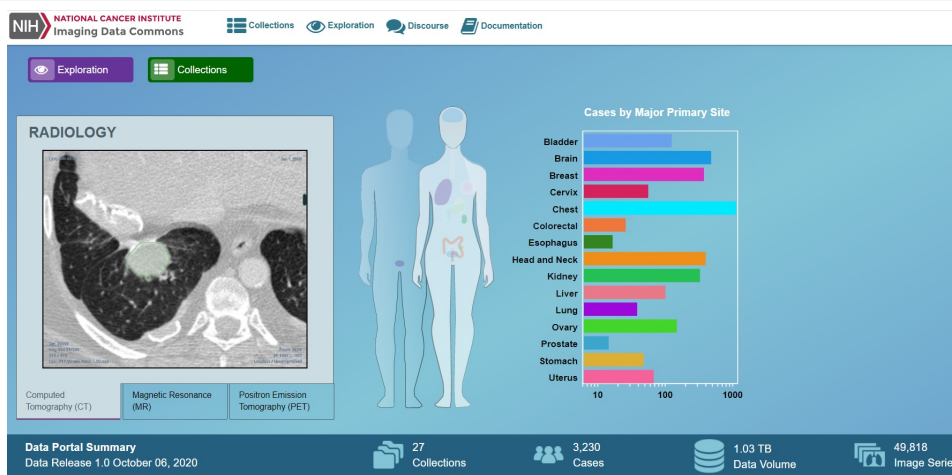 NIH NATIONAL CANCER INSTITUTE
Imaging Data Commons
Collections Exploration Discourse Documentation
Exploration Collections
RADIOLOGY
Computed
Tomography (CT)
Magnetic Resonance
(MR)
Positron Emission
Tomography (PET)
Cases by Major Primary Site
Bladder
Brain
Breast
Cervix
Chest
Colorectal
Esophagus
Head and Neck
Kidney
Liver
Lung
Ovary
Prostate
Stomach
Uterus
10 100 1000
Data Portal Summary
Data Release 1.0 October 06, 2020
27
Collections
3,230
Cases
1.03 TB
Data Volume
49,818
Image Serie